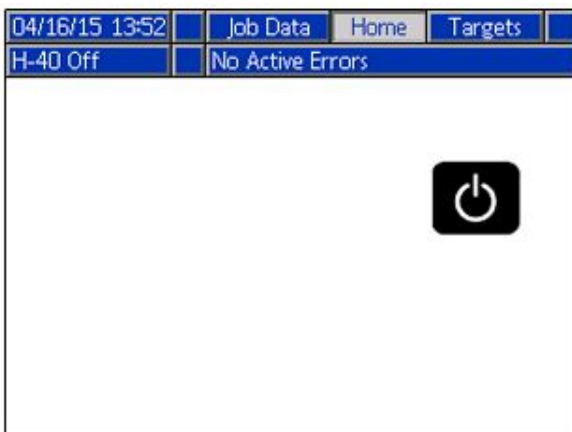 04/16/15 13:52 Job Data Home Targets
H-40 Off No Active Errors